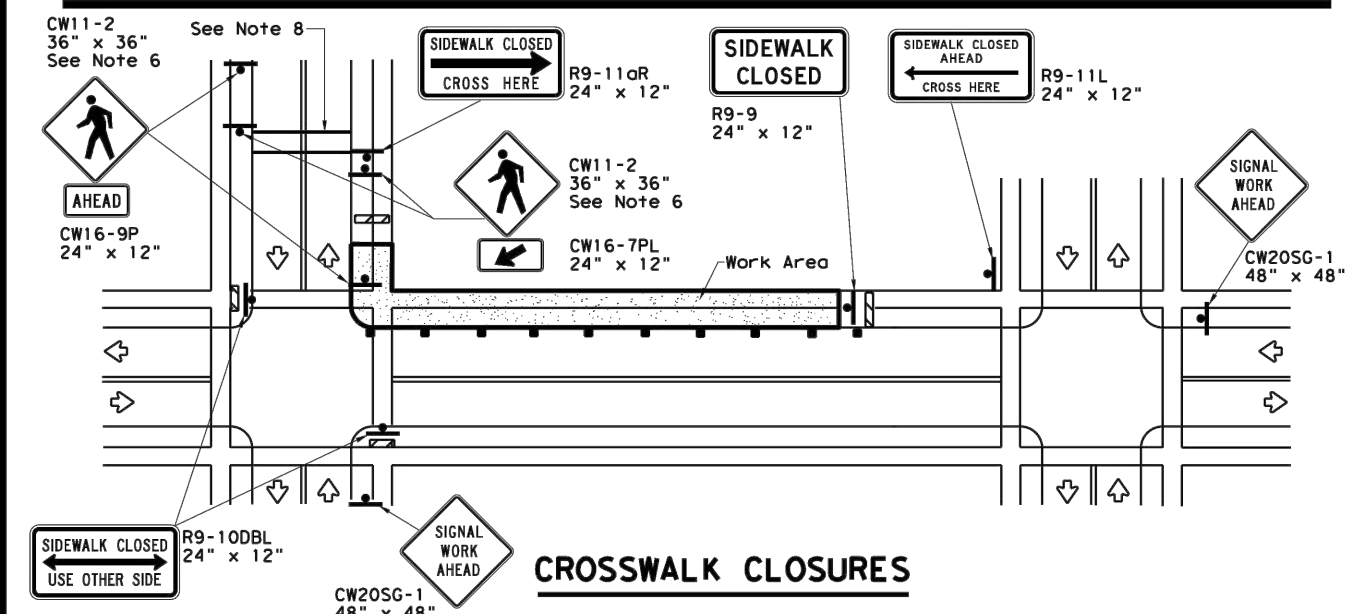 CW11-2
36" x 36"
See Note 6
See Note 8
SIDEWALK CLOSED
CROSS HERE
R9-11aR
24" x 12"
SIDEWALK
CLOSED
R9-9
24" x 12"
SIDEWALK CLOSED
AHEAD
CROSS HERE
R9-11L
24" x 12"
AHEAD
CW16-9P
24" x 12"
CW11-2
36" x 36"
See Note 6
CW16-7PL
24" x 12"
Work Area
SIGNAL
WORK
AHEAD
CW20SG-1
48" x 48"
SIDEWALK CLOSED
USE OTHER SIDE
R9-10DBL
24" x 12"
SIGNAL
WORK
AHEAD
CW20SG-1
48" x 48"
CROSSWALK CLOSURES